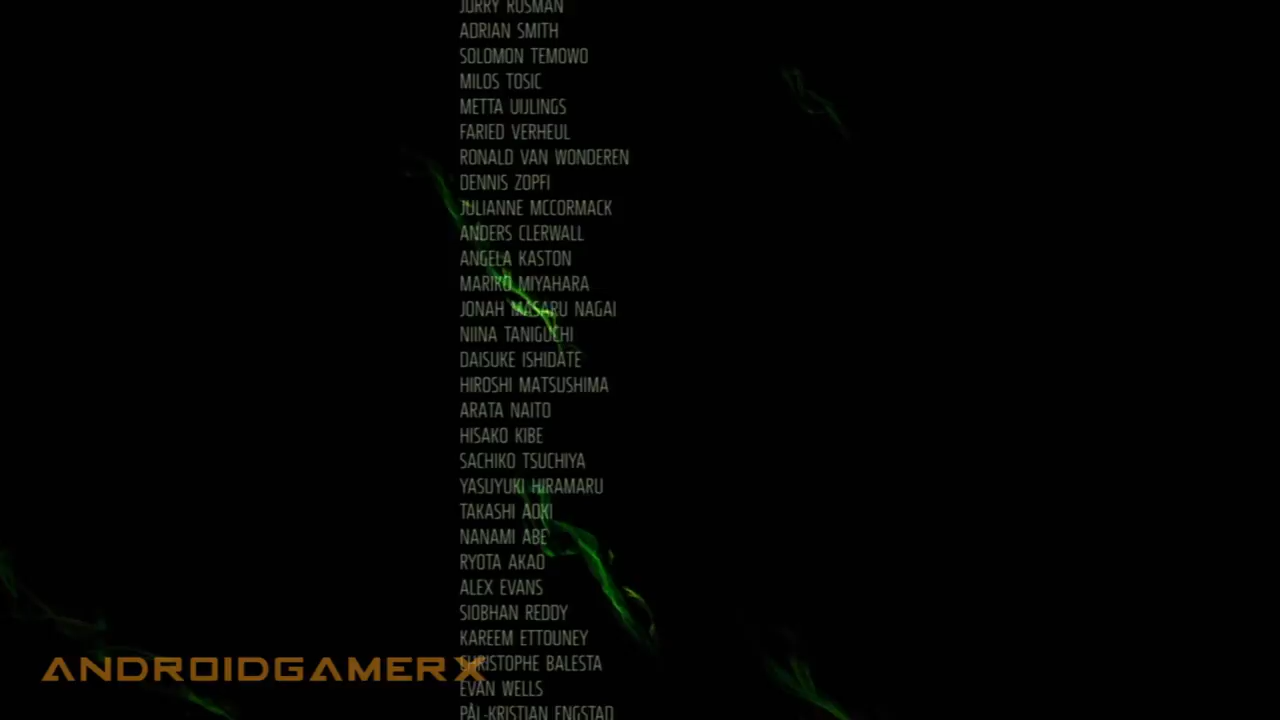 JORRY ROSMAN
ADRIAN SMITH
SOLOMON TEMOWO
MILOS TOSIC
METTA UIJLINGS
FARIED VERHEUL
RONALD VAN WONDEREN
DENNIS ZOPFI
JULIANNE MCCORMACK
ANDERS CLERWALL
ANGELA KASTON
MARIKO MIYAHARA
JONAH MASARU NAGAI
NIINA TANIGUCHI
DAISUKE ISHIDATE
HIROSHI MATSUSHIMA
ARATA NAITO
HISAKO KIBE
SACHIKO TSUCHIYA
YASUYUKI HIRAMARU
TAKASHI AOKI
NANAMI ABE
RYOTA AKAO
ALEX EVANS
SIOBHAN REDDY
KAREEM ETTOUNEY
CHRISTOPHE BALESTA
EVAN WELLS
PÅL-KRISTIAN ENGSTAD
ANDROIDGAMERX